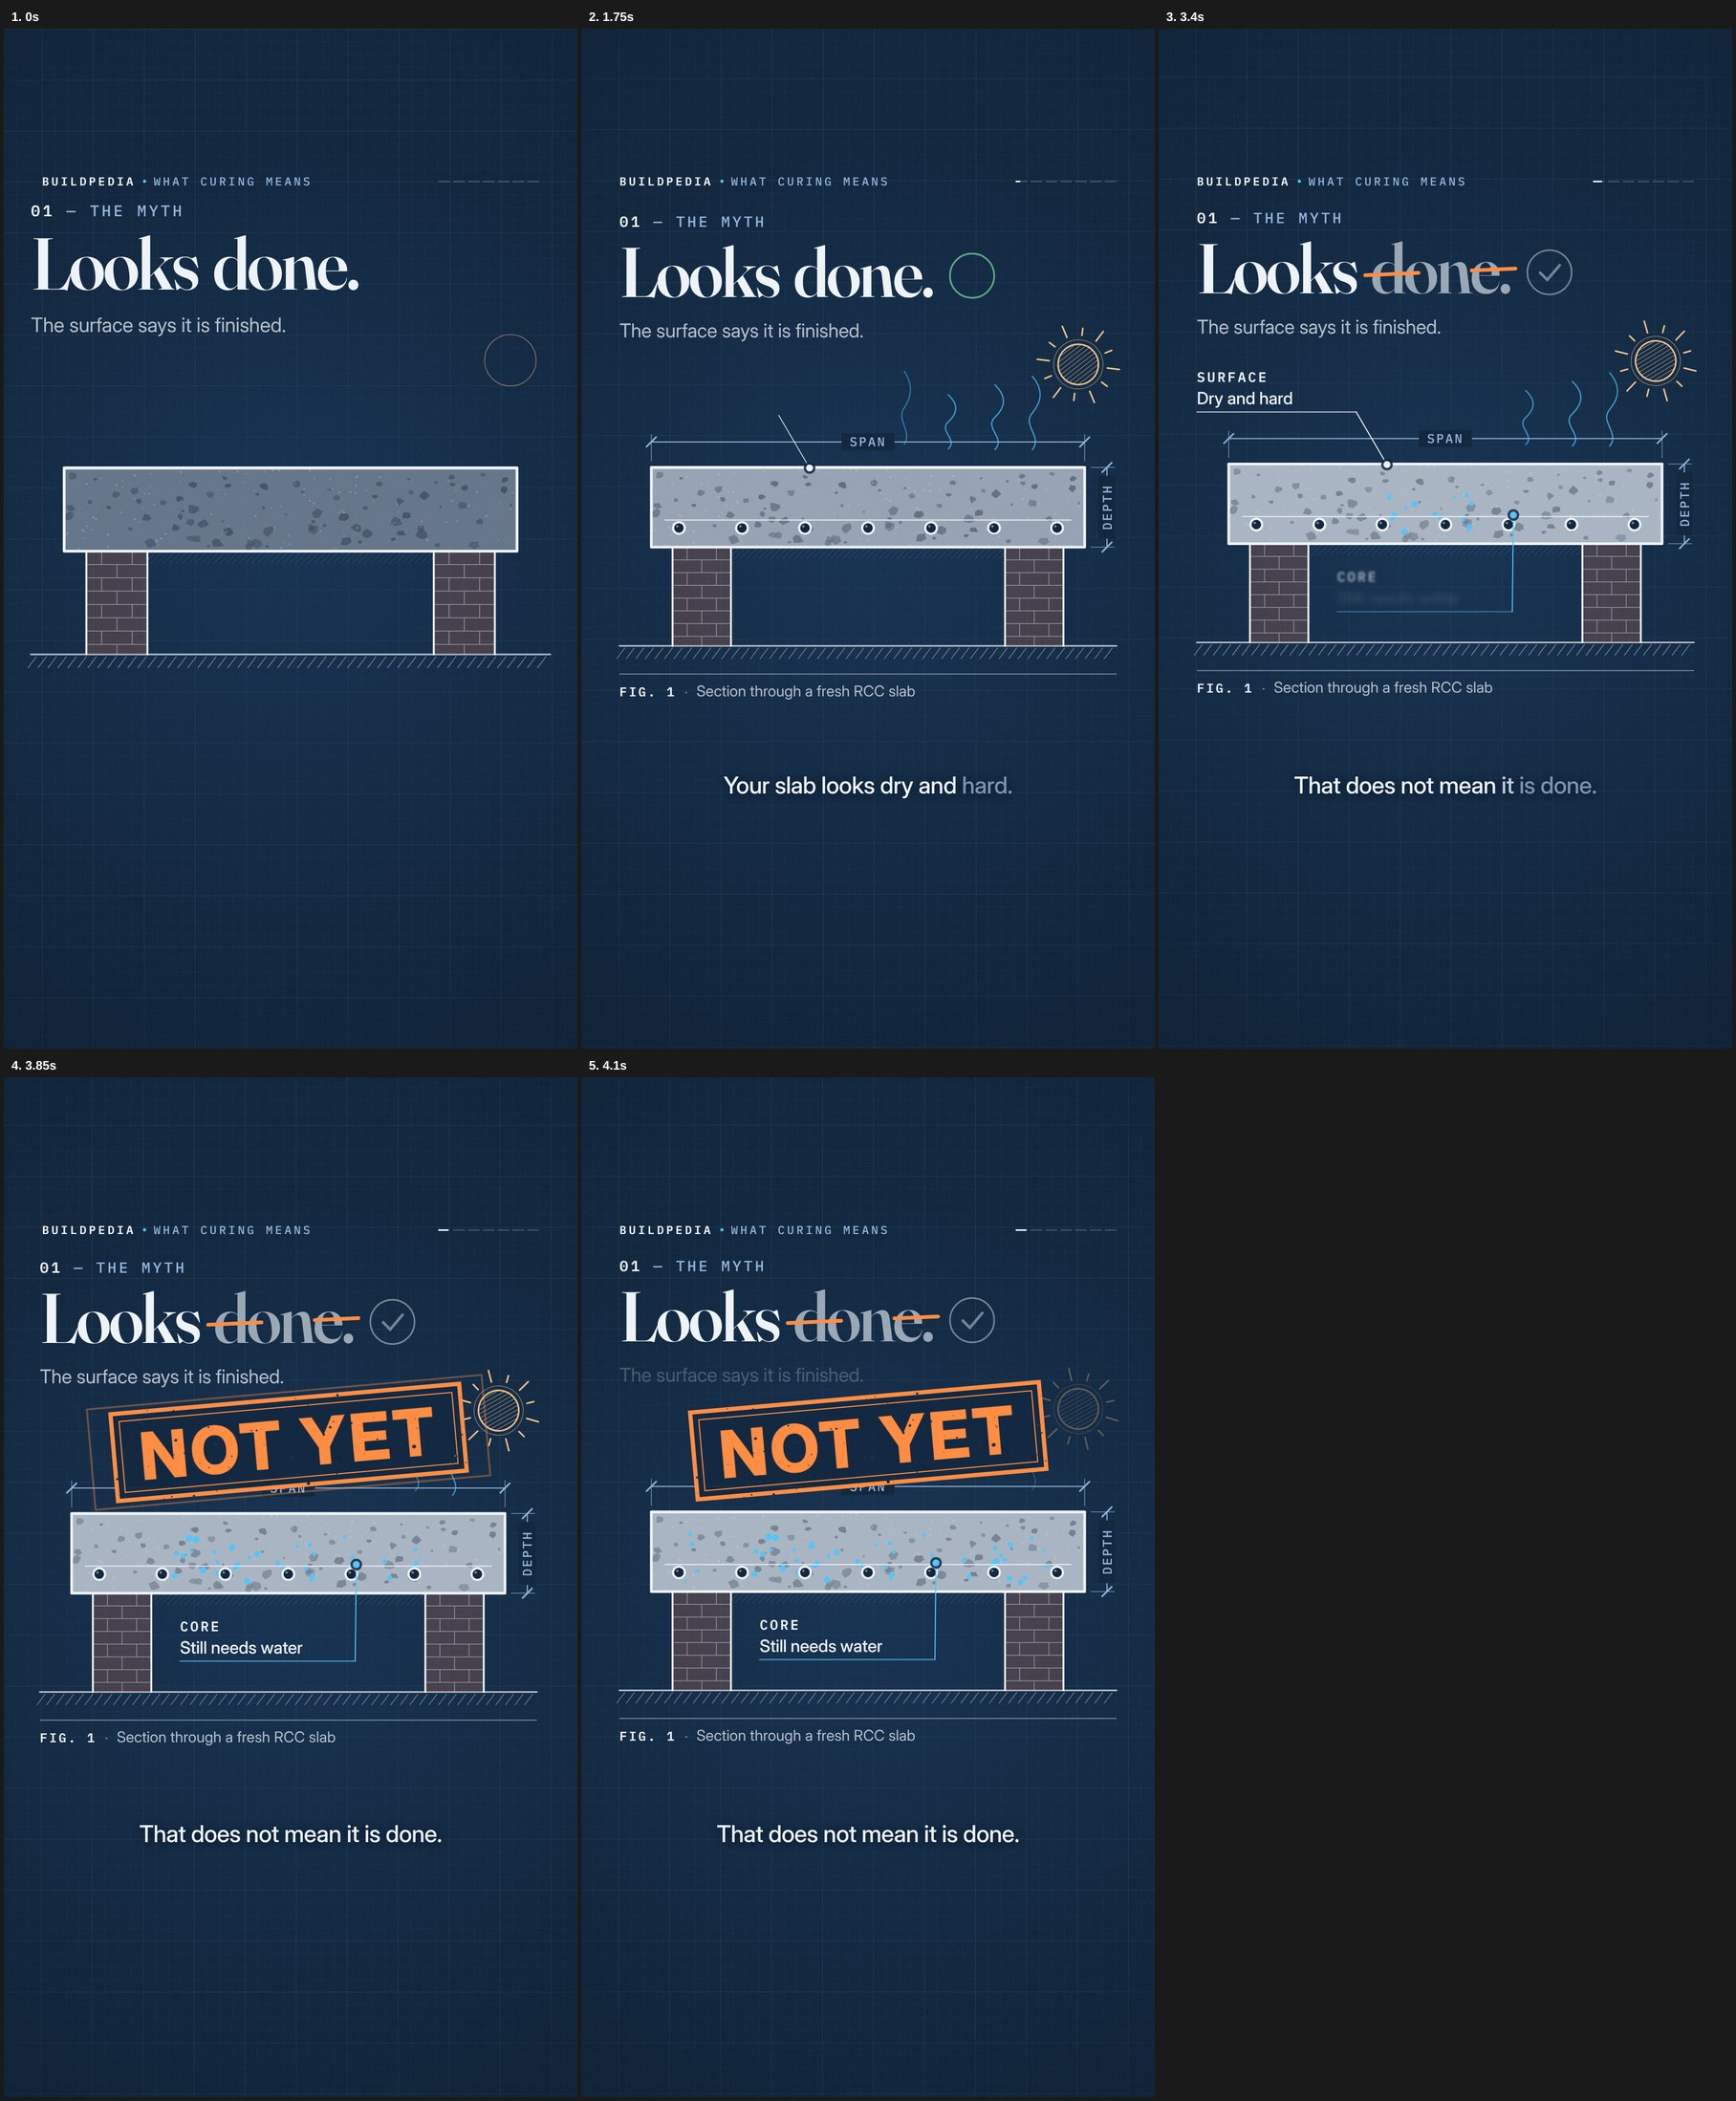 1. 0s
BUILDPEDIA • WHAT CURING MEANS
01 — THE MYTH
Looks done.
The surface says it is finished.
2. 1.75s
BUILDPEDIA • WHAT CURING MEANS
01 — THE MYTH
Looks done.
The surface says it is finished.
SPAN
DEPTH
FIG. 1 · Section through a fresh RCC slab
Your slab looks dry and hard.
3. 3.4s
BUILDPEDIA • WHAT CURING MEANS
01 — THE MYTH
Looks done.
The surface says it is finished.
SURFACE
Dry and hard
SPAN
DEPTH
CORE
Still needs water
FIG. 1 · Section through a fresh RCC slab
That does not mean it is done.
4. 3.85s
BUILDPEDIA • WHAT CURING MEANS
01 — THE MYTH
Looks done.
The surface says it is finished.
NOT YET
SPAN
DEPTH
CORE
Still needs water
FIG. 1 · Section through a fresh RCC slab
That does not mean it is done.
5. 4.1s
BUILDPEDIA • WHAT CURING MEANS
01 — THE MYTH
Looks done.
The surface says it is finished.
NOT YET
SPAN
DEPTH
CORE
Still needs water
FIG. 1 · Section through a fresh RCC slab
That does not mean it is done.